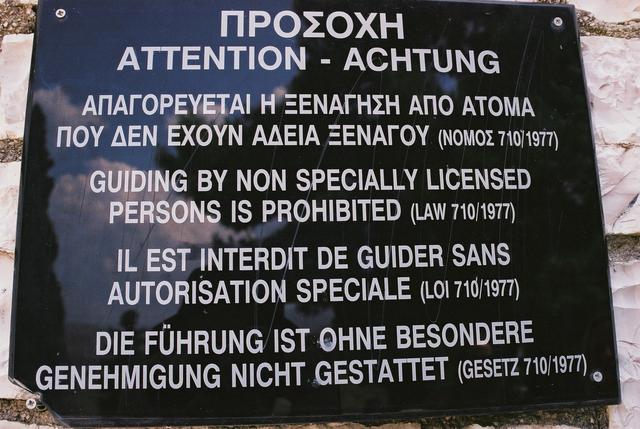 ΠΡΟΣΟΧΗ
ATTENTION - ACHTUNG
ΑΠΑΓΟΡΕΥΕΤΑΙ Η ΞΕΝΑΓΗΣΗ ΑΠΟ ΑΤΟΜΑ
ΠΟΥ ΔΕΝ ΕΧΟΥΝ ΑΔΕΙΑ ΞΕΝΑΓΟΥ (ΝΟΜΟΣ 710/1977)
GUIDING BY NON SPECIALLY LICENSED
PERSONS IS PROHIBITED (LAW 710/1977)
IL EST INTERDIT DE GUIDER SANS
AUTORISATION SPECIALE (LOI 710/1977)
DIE FÜHRUNG IST OHNE BESONDERE
GENEHMIGUNG NICHT GESTATTET (GESETZ 710/1977)